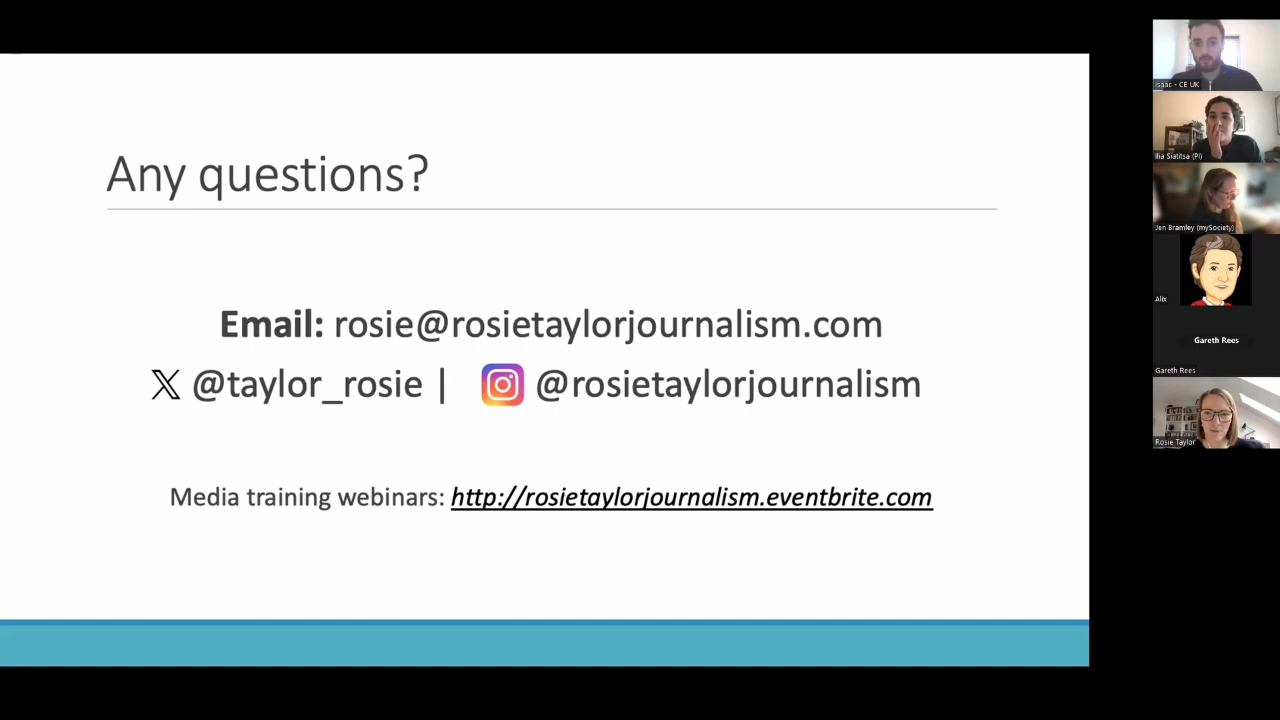 Any questions?
Email: rosie@rosietaylorjournalism.com
@taylor_rosie | @rosietaylorjournalism
Media training webinars: http://rosietaylorjournalism.eventbrite.com
Isaac - CE UK
Ilia Siatitsa (PI)
Jen Bramley (mySociety)
Alix
Gareth Rees
Gareth Rees
Rosie Taylor